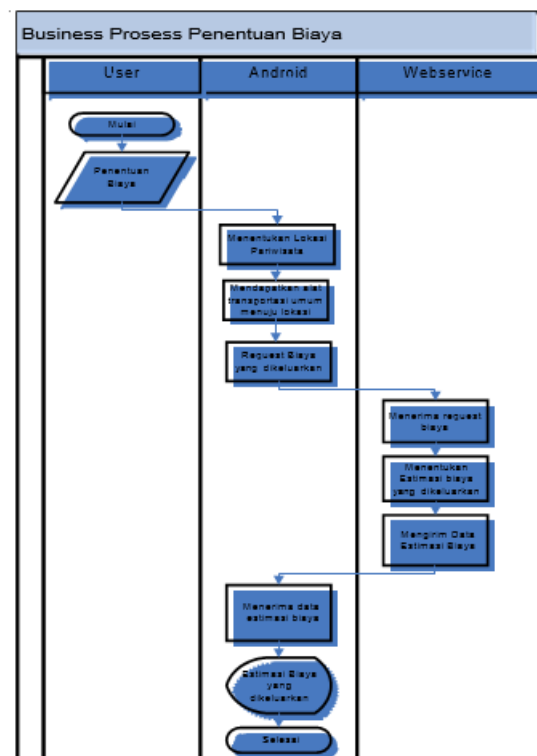 Business Prosess Penentuan Biaya
User
Android
Webservice
Mulai
Penentuan
Biaya
Menentukan Lokasi
Pariwisata
Mendapatkan alat
transportasi umum
menuju lokasi
Request Biaya
yang dikeluarkan
Menerima request
biaya
Menentukan
Estimasi biaya
yang dikeluarkan
Mengirim Data
Estimasi Biaya
Menerima data
estimasi biaya
Estimasi Biaya
yang
dikeluarkan
Selesai